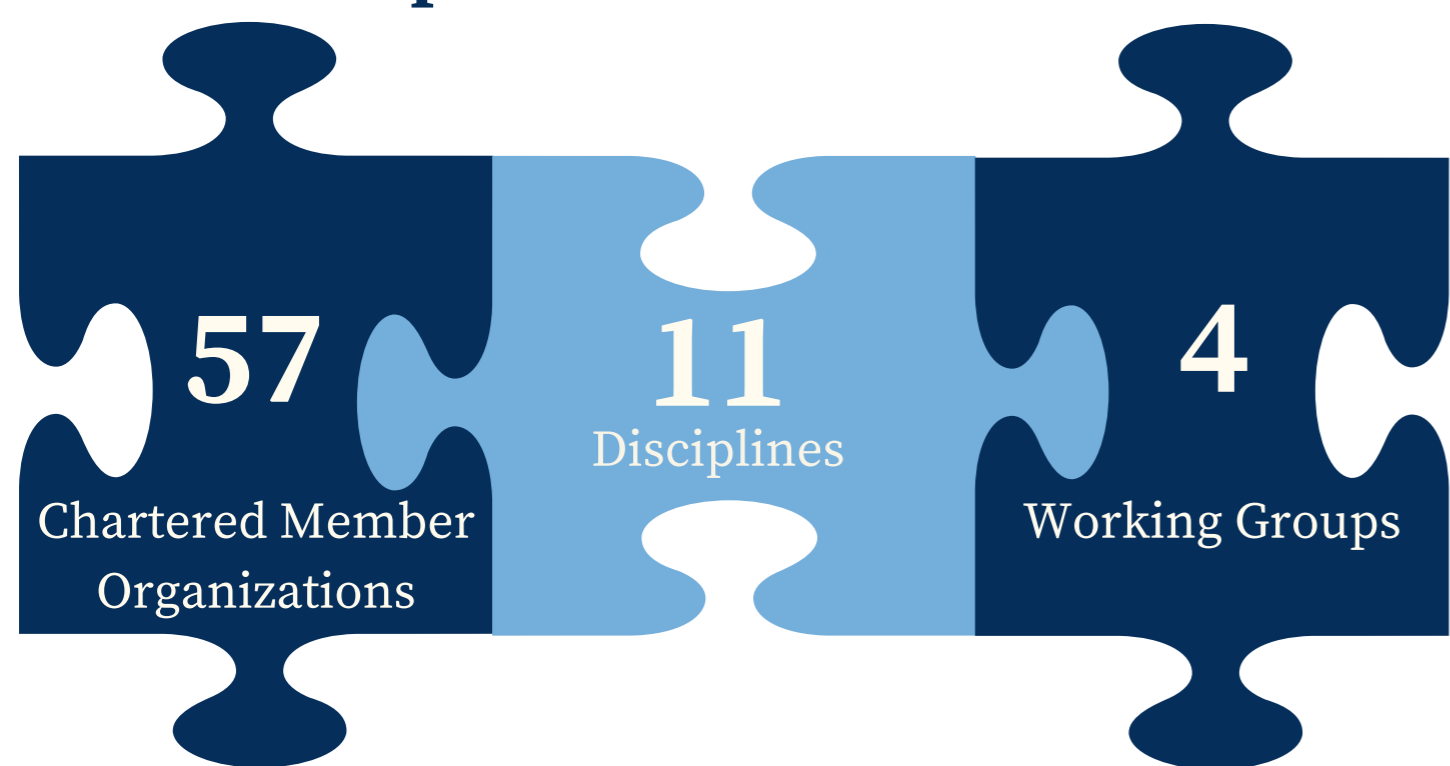 57
Chartered Member
Organizations
11
Disciplines
4
Working Groups